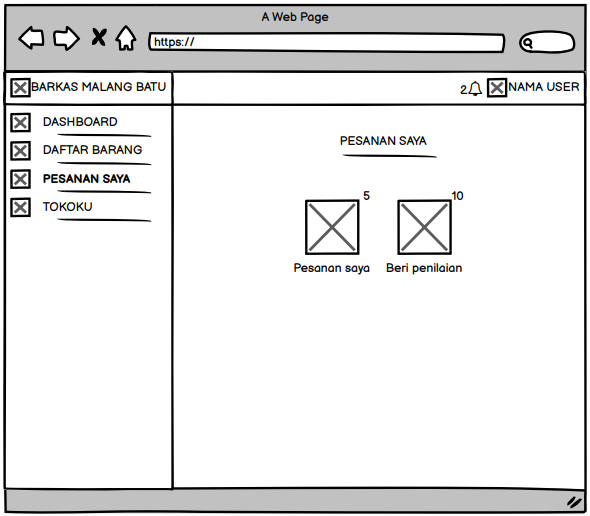 A Web Page
https://
BARKAS MALANG BATU
2
NAMA USER
DASHBOARD
DAFTAR BARANG
PESANAN SAYA
TOKOKU
PESANAN SAYA
5
10
Pesanan saya
Beri penilaian